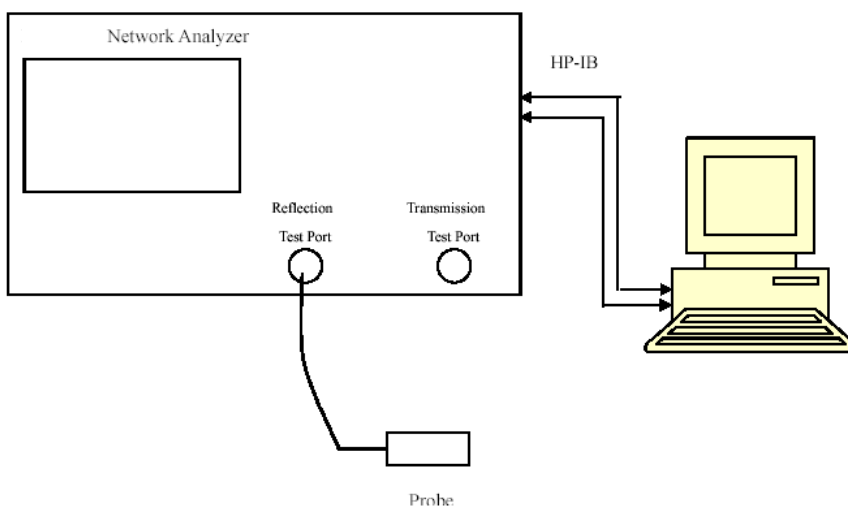 Network Analyzer
HP-IB
Reflection
Test Port
Transmission
Test Port
Probe